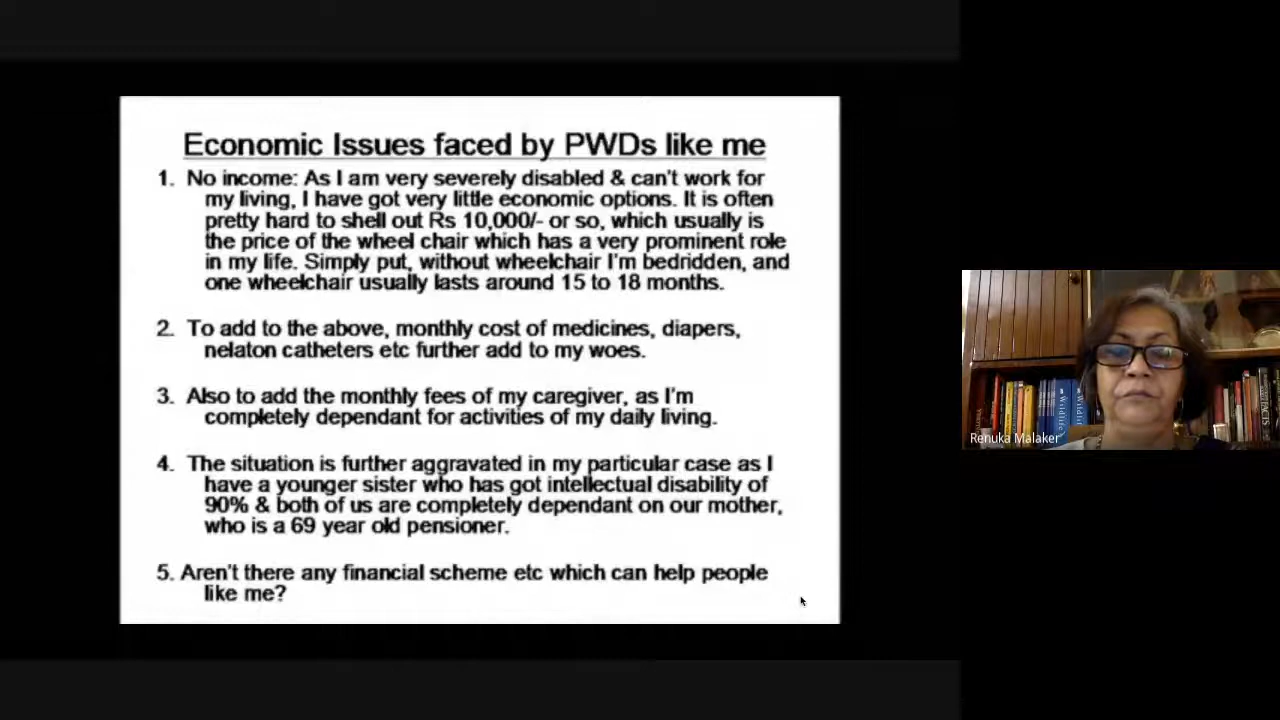 Economic Issues faced by PWDs like me
1. No income: As I am very severely disabled & can't work for
my living, I have got very little economic options. It is often
pretty hard to shell out Rs 10,000/- or so, which usually is
the price of the wheel chair which has a very prominent role
in my life. Simply put, without wheelchair I'm bedridden, and
one wheelchair usually lasts around 15 to 18 months.
2. To add to the above, monthly cost of medicines, diapers,
nelaton catheters etc further add to my woes.
3. Also to add the monthly fees of my caregiver, as I'm
completely dependant for activities of my daily living.
4. The situation is further aggravated in my particular case as I
have a younger sister who has got intellectual disability of
90% & both of us are completely dependant on our mother,
who is a 69 year old pensioner.
5. Aren't there any financial scheme etc which can help people
like me?
Wildlife
Renuka Malaker